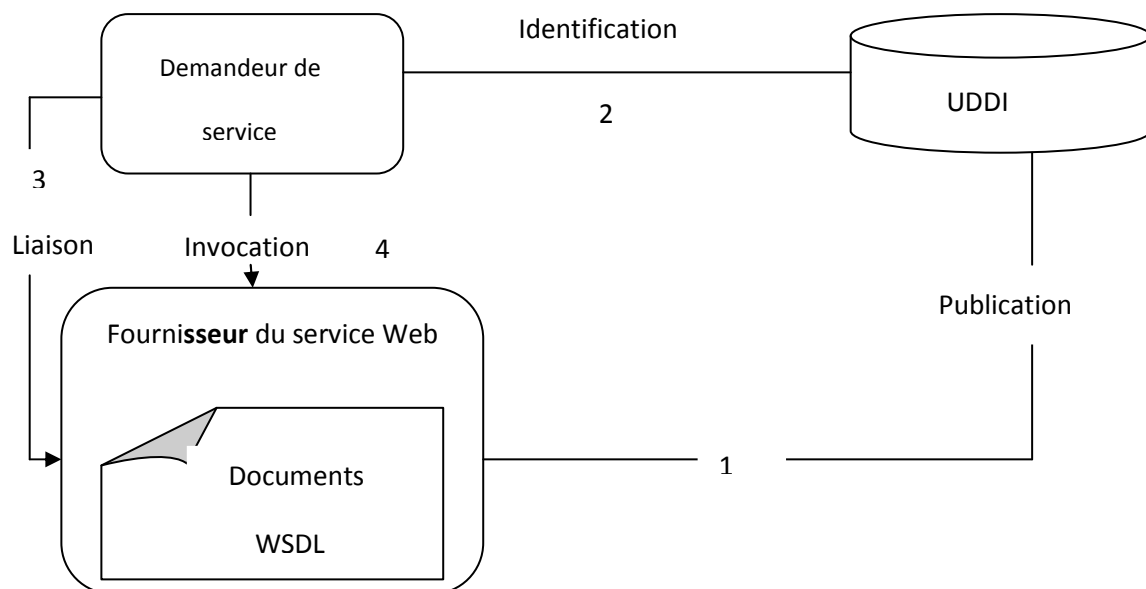 Identification
Demandeur de
service
UDDI
2
3
Liaison
Invocation
4
Publication
Fournisseur du service Web
Documents
WSDL
1